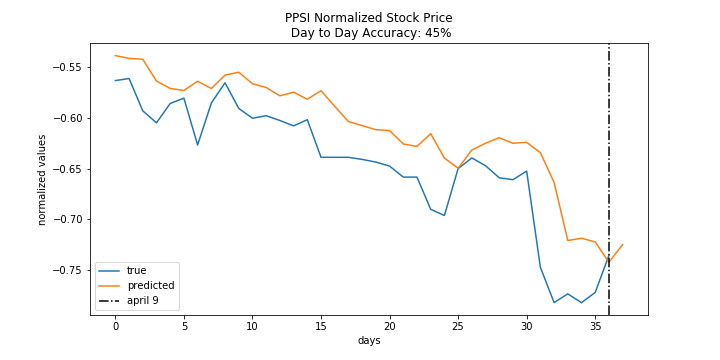 PPSI Normalized Stock Price
Day to Day Accuracy: 45%
normalized values
−0.55
−0.60
−0.65
−0.70
−0.75
true
predicted
april 9
0 5 10 15 20 25 30 35
days